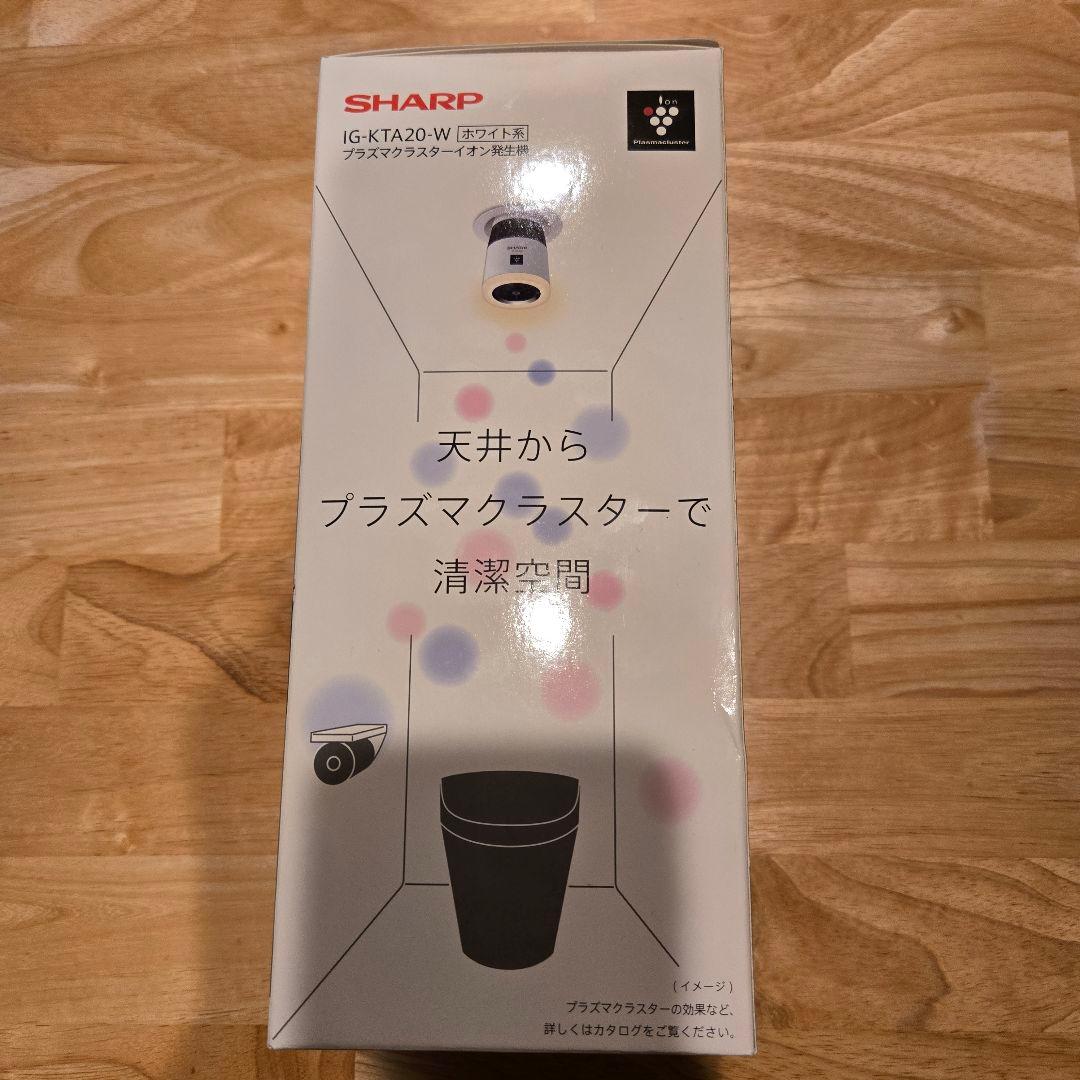 SHARP
IG-KTA20-W ホワイト系
プラズマクラスターイオン発生機
ion
Plasmacluster
SHARP
天井から
プラズマクラスターで
清潔空間
(イメージ)
プラズマクラスターの効果など、
詳しくはカタログをご覧ください。